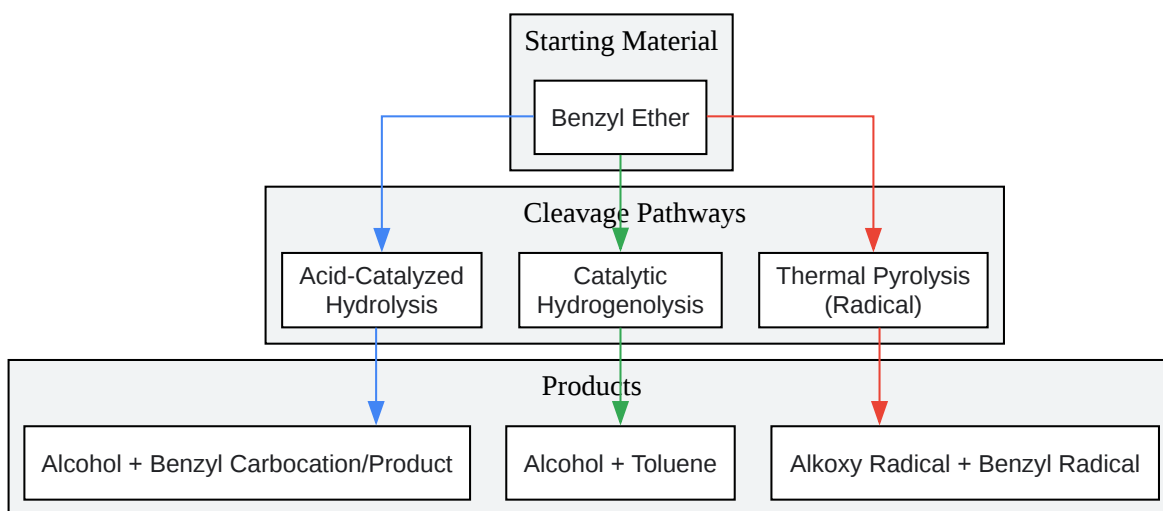 Starting Material
Benzyl Ether
Cleavage Pathways
Acid-Catalyzed
Hydrolysis
Catalytic
Hydrogenolysis
Thermal Pyrolysis
(Radical)
Products
Alcohol + Benzyl Carbocation/Product
Alcohol + Toluene
Alkoxy Radical + Benzyl Radical